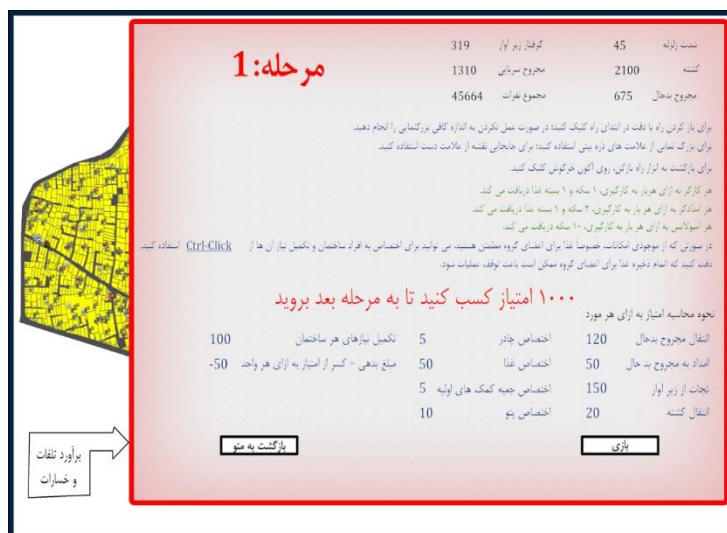 مرحله:1
شدت زلزله 45 گرفتار زیر آوار 319
کشته 2100 مجروح سرپایی 1310
مجروح بدحال 675 مجموع نفرات 45664
برای باز کردن راه با دقت در ابتدای راه کلیک کنید؛ در صورت عمل نکردن به اندازه کافی بزرگنمایی را انجام دهید.
برای بزرگ نمایی از علامت های ذره بینی استفاده کنید؛ برای جابجایی نقشه از علامت دست استفاده کنید.
برای بازگشت به ابزار راه بازکن، روی آکون خرگوش کلیک کنید.
هر کارگر به ازای هربار به کارگیری، ۱ سکه و ۱ بسته غذا دریافت می کند.
هر امدادگر به ازای هر بار به کارگیری، ۲ سکه و ۱ بسته غذا دریافت می کند.
هر آمبولانس به ازای هر بار به کارگیری، ۱۰ سکه دریافت می کند.
در صورتی که از موجودی امکانات، خصوصاً غذا برای اعضای گروه مطمئن هستید، می توانید برای اختصاص به افراد ساختمان و تکمیل نیاز آن ها از Ctrl-Click استفاده کنید.
دقت کنید که اتمام ذخیره غذا برای اعضای گروه ممکن است باعث توقف عملیات شود.
۱۰۰۰ امتیاز کسب کنید تا به مرحله بعد بروید
نحوه محاسبه امتیاز به ازای هر مورد
انتقال مجروح بدحال 120 اختصاص چادر 5 تکمیل نیازهای هر ساختمان 100
امداد به مجروح بد حال 50 اختصاص غذا 50 مبلغ بدهی - کسر از امتیاز به ازای هر واحد 50-
نجات از زیر آوار 150 اختصاص جعبه کمک های اولیه 5
انتقال کشته 20 اختصاص پتو 10
بازی بازگشت به منو
برآورد تلفات
و خسارات